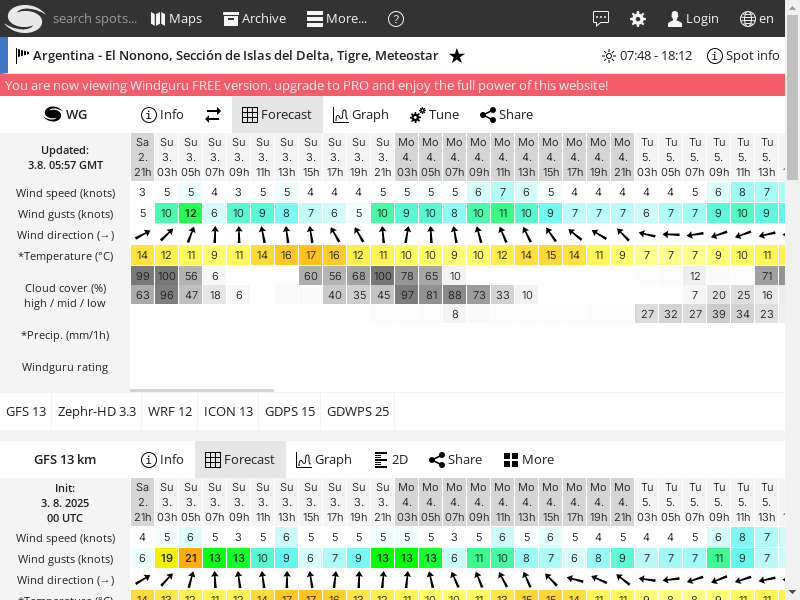 search spots... Maps Archive More... ? Login en
Argentina - El Nonono, Sección de Islas del Delta, Tigre, Meteostar ★ 07:48 - 18:12 Spot info
You are now viewing Windguru FREE version, upgrade to PRO and enjoy the full power of this website!
WG Info Forecast Graph Tune Share
Updated:
3.8. 05:57 GMT
Sa Su Su Su Su Su Su Su Su Su Su Mo Mo Mo Mo Mo Mo Mo Mo Mo Mo Tu Tu Tu Tu Tu Tu
2. 3. 3. 3. 3. 3. 3. 3. 3. 3. 3. 4. 4. 4. 4. 4. 4. 4. 4. 4. 4. 5. 5. 5. 5. 5. 5.
21h 03h 05h 07h 09h 11h 13h 15h 17h 19h 21h 03h 05h 07h 09h 11h 13h 15h 17h 19h 21h 03h 05h 07h 09h 11h 13h
Wind speed (knots) 3 5 5 4 3 5 5 4 4 4 5 5 5 5 6 7 6 5 4 4 4 4 4 5 6 8 7
Wind gusts (knots) 5 10 12 6 10 9 8 7 6 5 10 9 10 8 10 11 10 9 7 7 7 6 7 7 9 10 9
Wind direction (→)
*Temperature (°C) 14 12 11 9 11 14 16 17 16 12 11 10 10 9 10 12 14 15 14 11 9 7 7 7 9 10 11
Cloud cover (%)
high / mid / low
99 100 56 6 60 56 68 100 78 65 10 12 71
63 96 47 18 6 40 35 45 97 81 88 73 33 10 7 20 25 16
8 27 32 27 39 34 23
*Precip. (mm/1h)
Windguru rating
GFS 13 Zephr-HD 3.3 WRF 12 ICON 13 GDPS 15 GDWPS 25
GFS 13 km Info Forecast Graph 2D Share More
Init:
3. 8. 2025
00 UTC
Sa Su Su Su Su Su Su Su Su Su Su Mo Mo Mo Mo Mo Mo Mo Mo Mo Mo Tu Tu Tu Tu Tu Tu
2. 3. 3. 3. 3. 3. 3. 3. 3. 3. 3. 4. 4. 4. 4. 4. 4. 4. 4. 4. 4. 5. 5. 5. 5. 5. 5.
21h 03h 05h 07h 09h 11h 13h 15h 17h 19h 21h 03h 05h 07h 09h 11h 13h 15h 17h 19h 21h 03h 05h 07h 09h 11h 13h
Wind speed (knots) 4 5 6 5 3 5 6 5 5 5 5 5 5 3 5 6 5 6 5 4 5 4 4 5 6 8 7
Wind gusts (knots) 6 19 21 13 13 10 9 6 7 9 13 13 13 6 11 10 8 7 6 8 9 7 7 7 11 9 7
Wind direction (→)
*Temperature (°C)